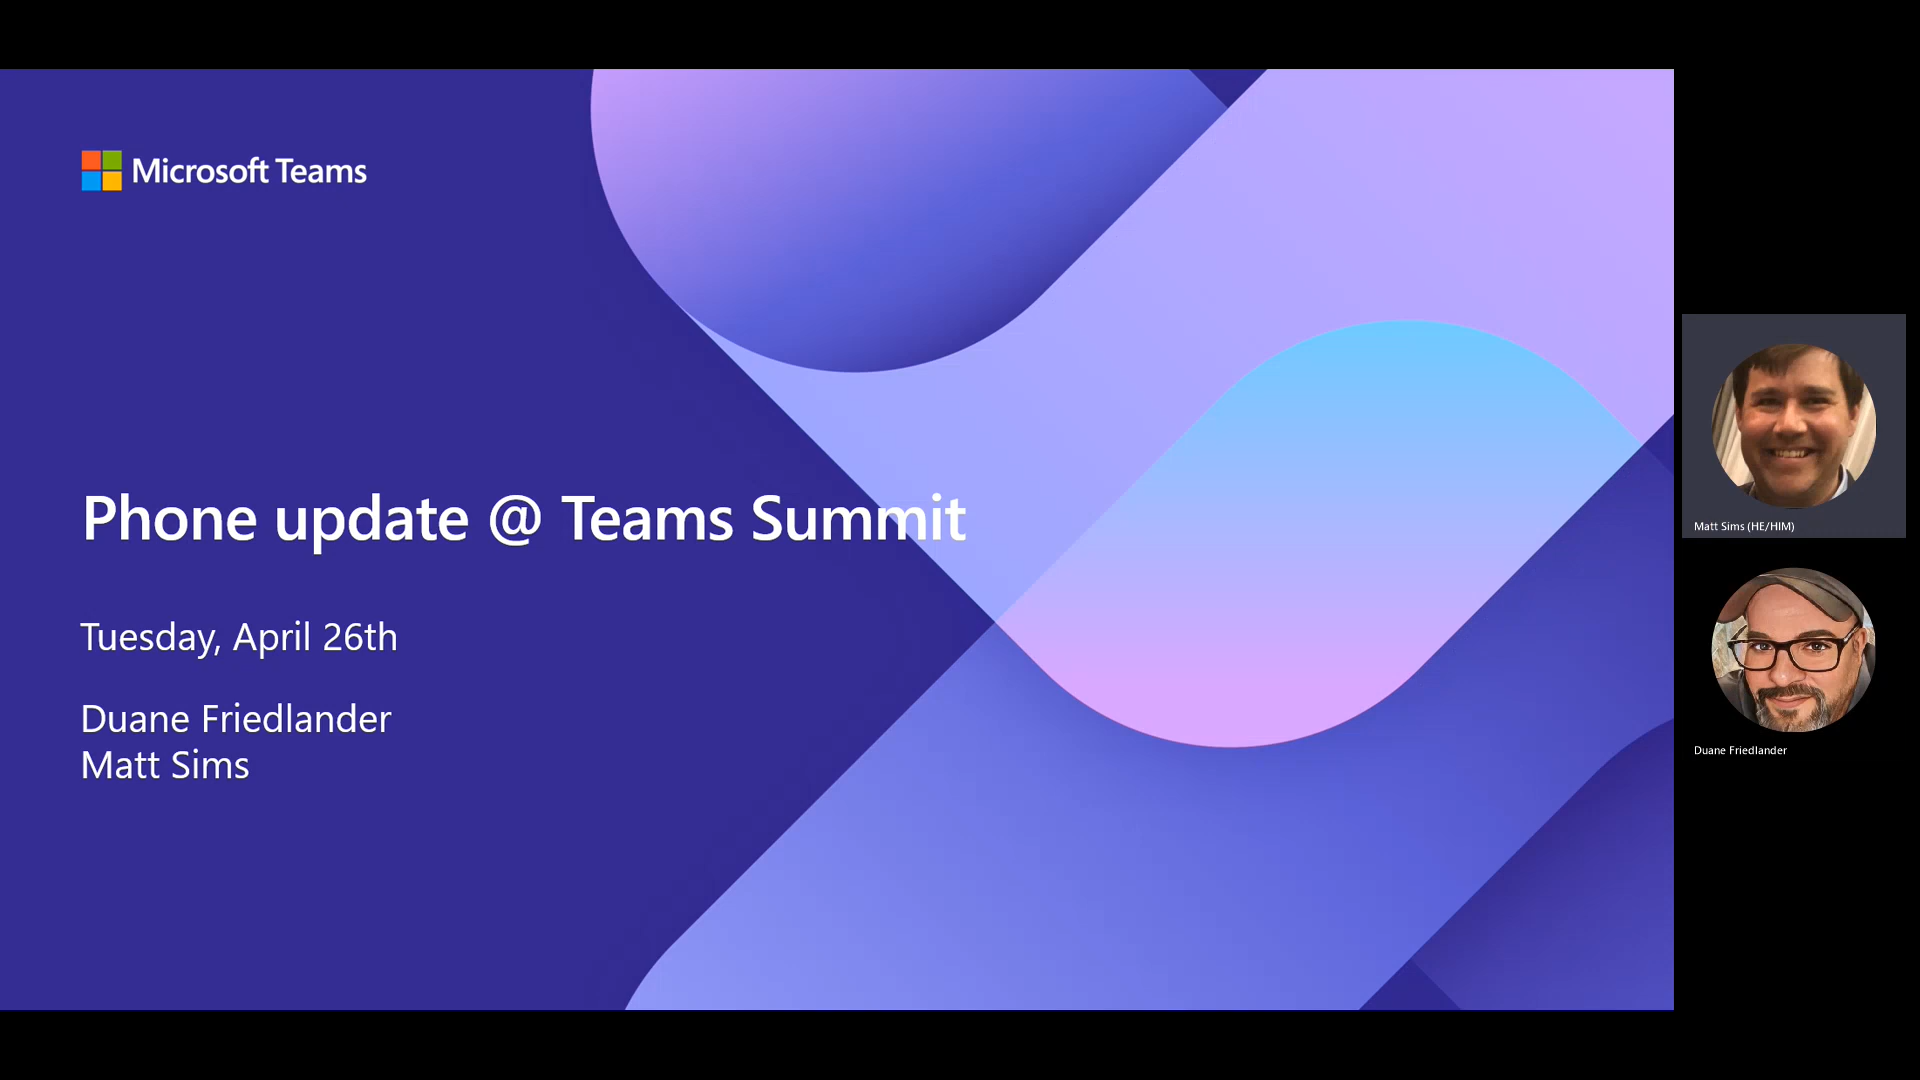 Microsoft Teams
Phone update @ Teams Summit
Tuesday, April 26th
Duane Friedlander
Matt Sims
Matt Sims (HE/HIM)
Duane Friedlander